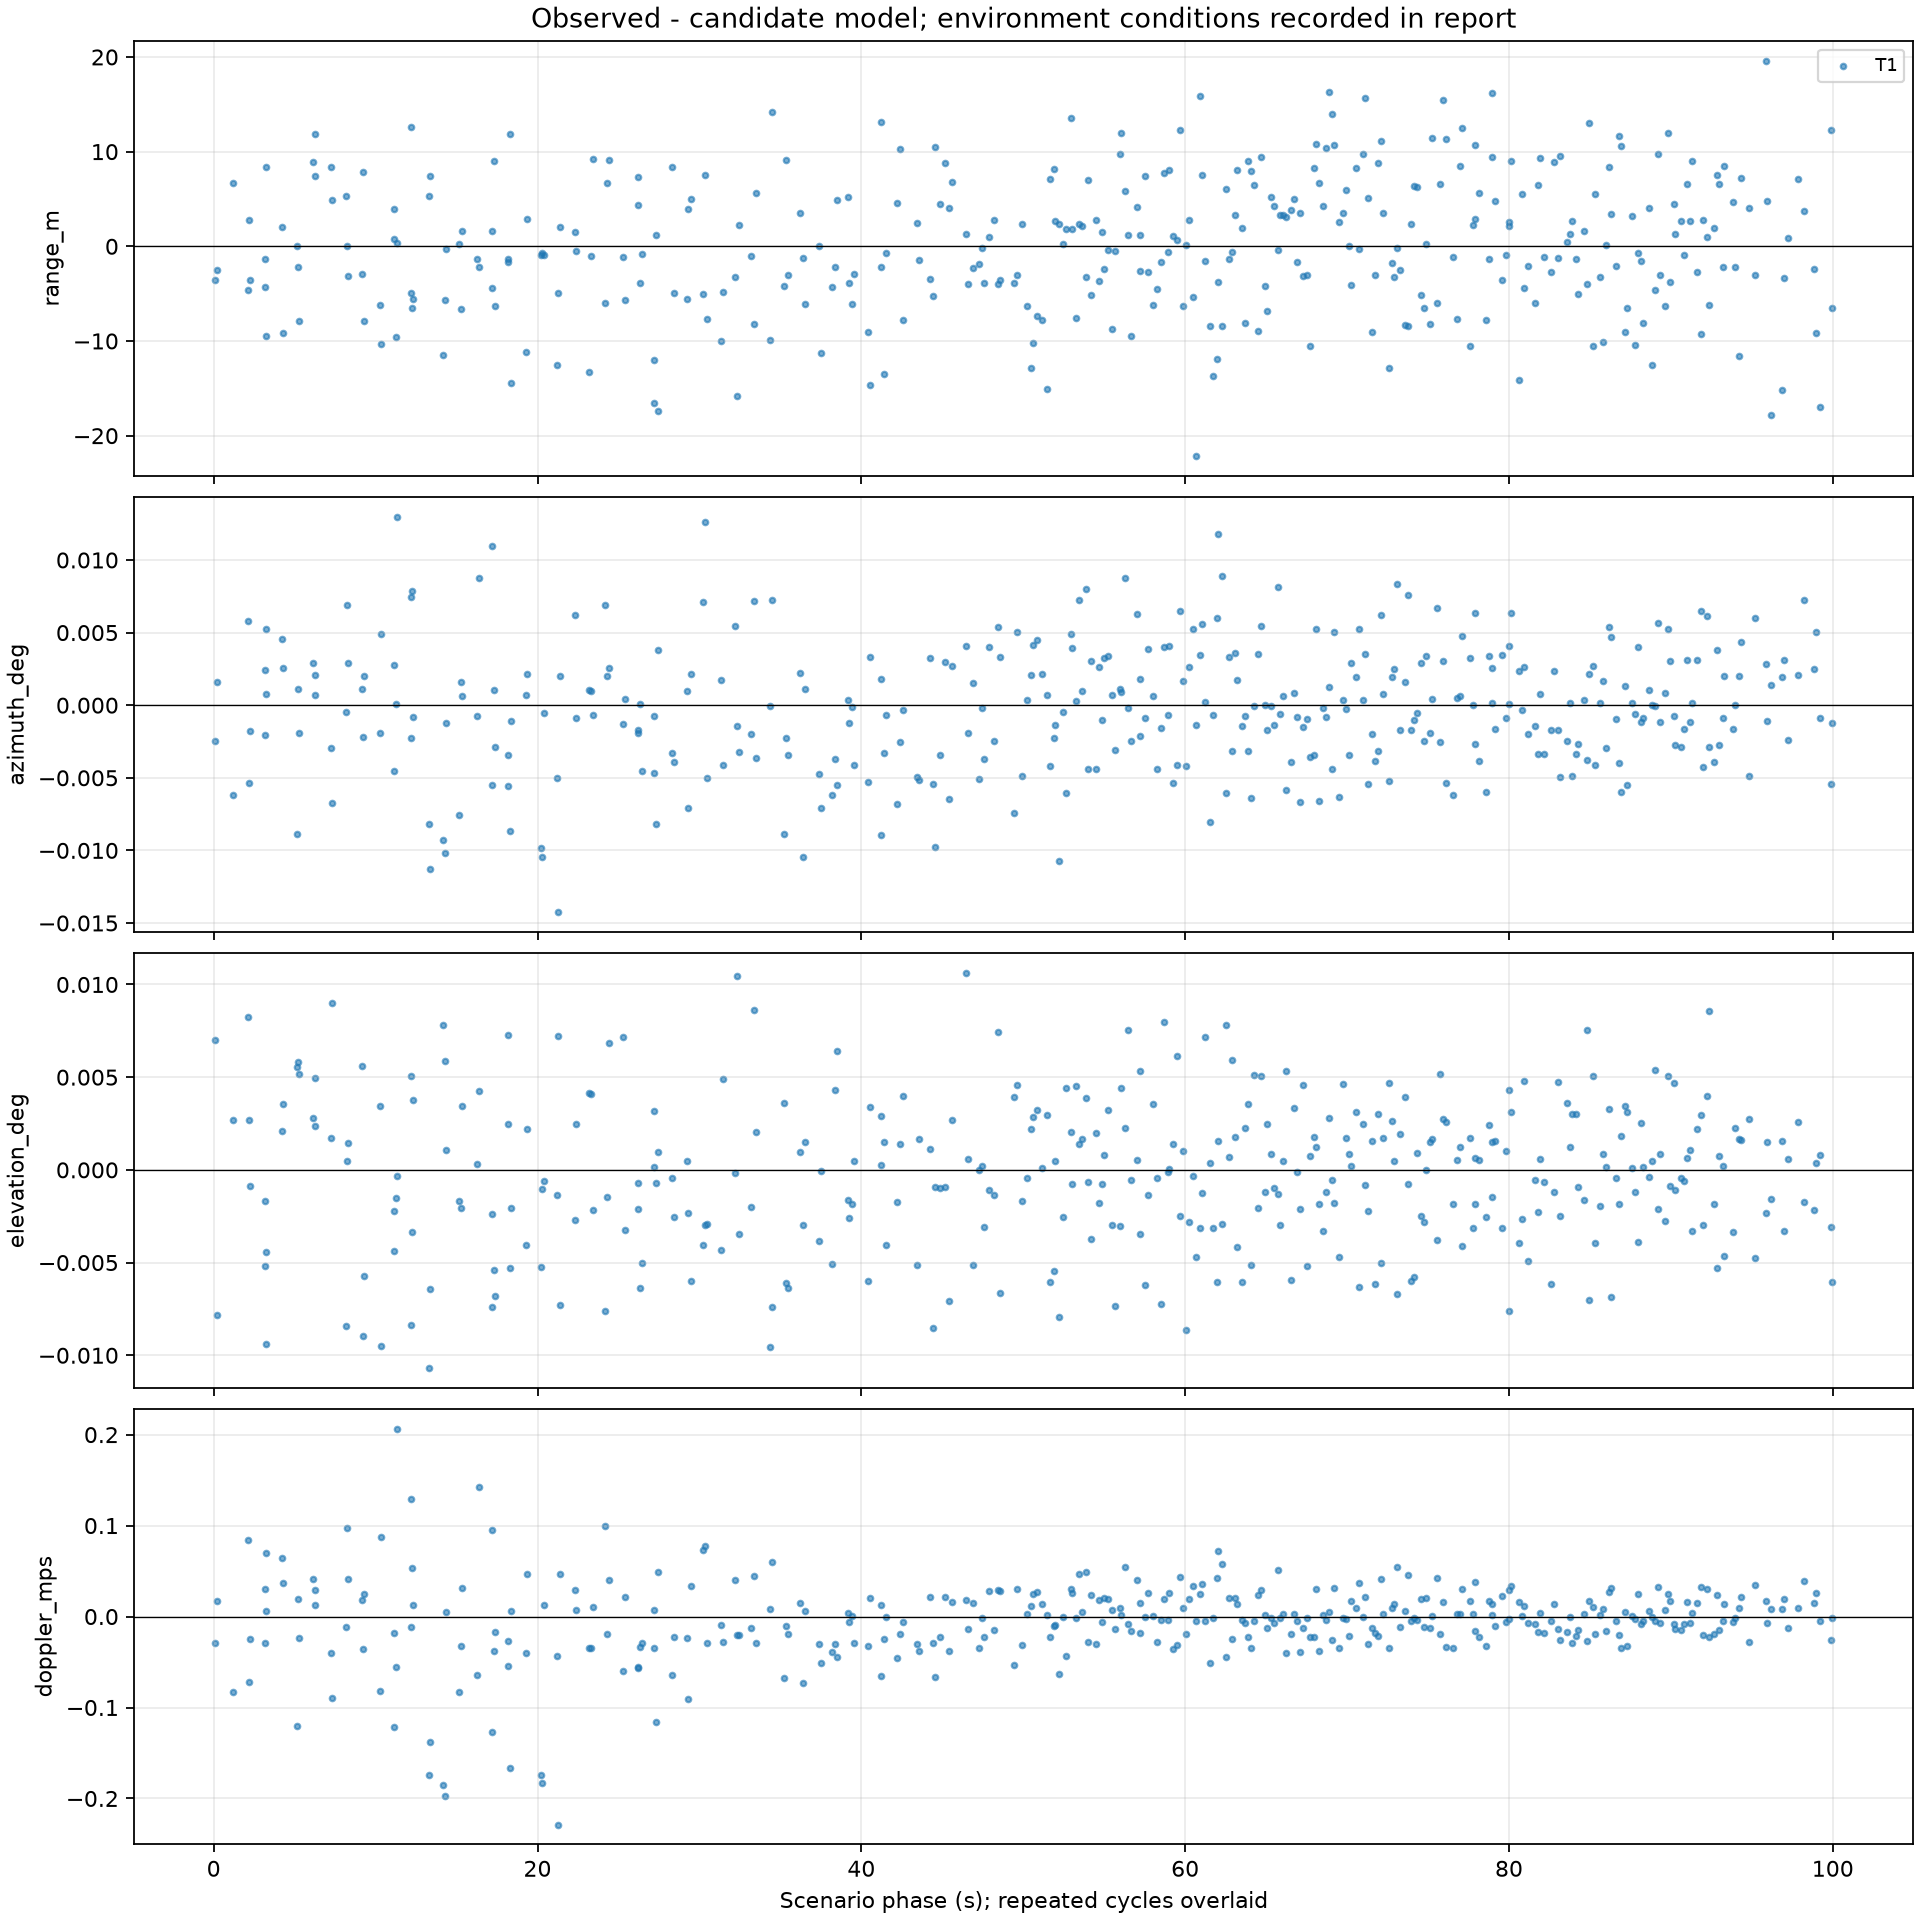 Observed - candidate model; environment conditions recorded in report
T1
20
10
0
−10
−20
range_m
0.010
0.005
0.000
−0.005
−0.010
−0.015
azimuth_deg
0.010
0.005
0.000
−0.005
−0.010
elevation_deg
0.2
0.1
0.0
−0.1
−0.2
doppler_mps
0 20 40 60 80 100
Scenario phase (s); repeated cycles overlaid